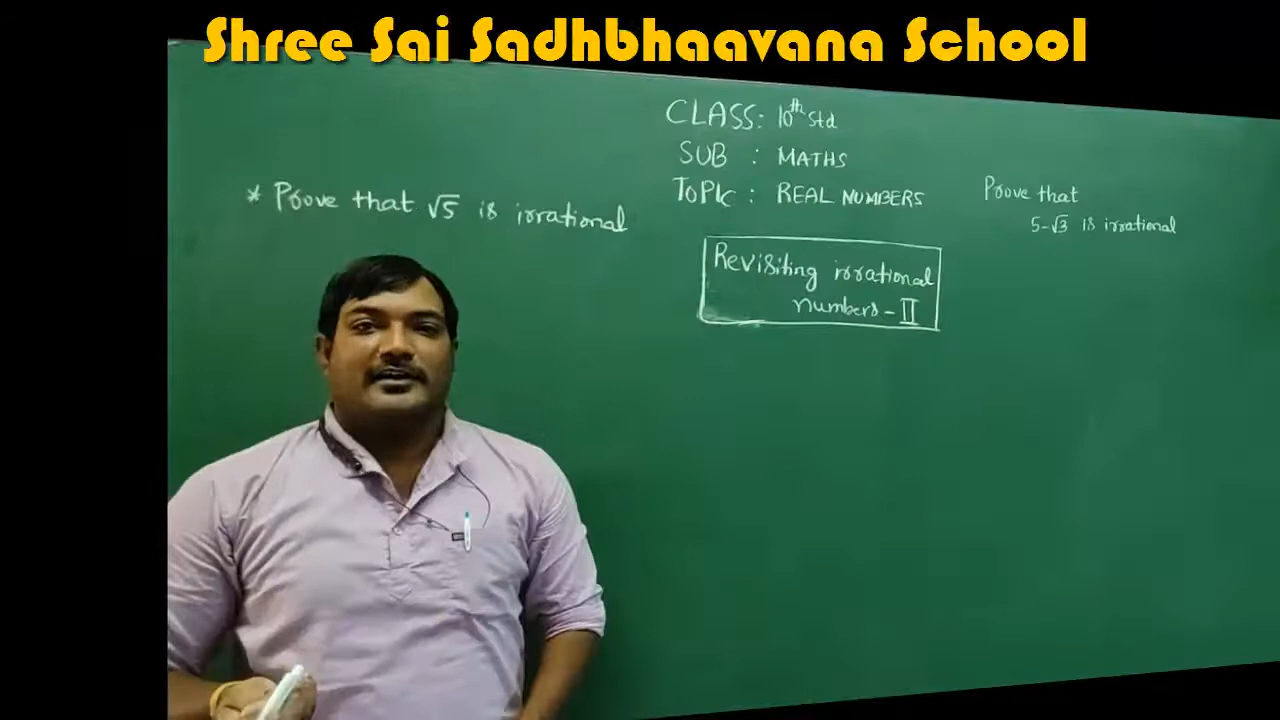 Shree Sai Sadhbhaavana School
CLASS: 10th Std
SUB : MATHS
TOPIC : REAL NUMBERS
* Prove that √5 is irrational
Revisiting irrational
numbers - II
Prove that
5-√3 is irrational